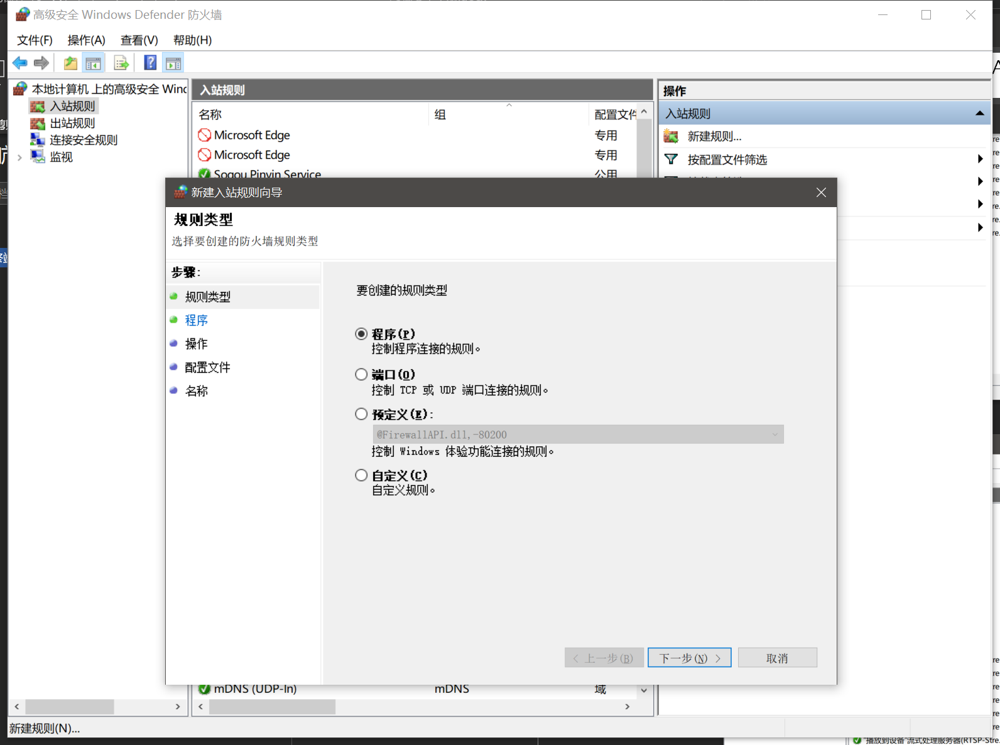 高级安全 Windows Defender 防火墙
文件(F) 操作(A) 查看(V) 帮助(H)
本地计算机 上的高级安全 Wind
入站规则
出站规则
连接安全规则
监视
入站规则
名称 组 配置文件
Microsoft Edge 专用
Microsoft Edge 专用
Sogou Pinyin Service 公用
mDNS (UDP-In) mDNS 域
操作
入站规则
新建规则...
按配置文件筛选
新建入站规则向导
规则类型
选择要创建的防火墙规则类型
步骤:
规则类型
程序
操作
配置文件
名称
要创建的规则类型
程序(P)
控制程序连接的规则。
端口(O)
控制 TCP 或 UDP 端口连接的规则。
预定义(E):
@FirewallAPI.dll,-80200
控制 Windows 体验功能连接的规则。
自定义(C)
自定义规则。
< 上一步(B) 下一步(N) > 取消
新建规则(N)...
"播放到设备"流式处理服务器(RTSP-Stre